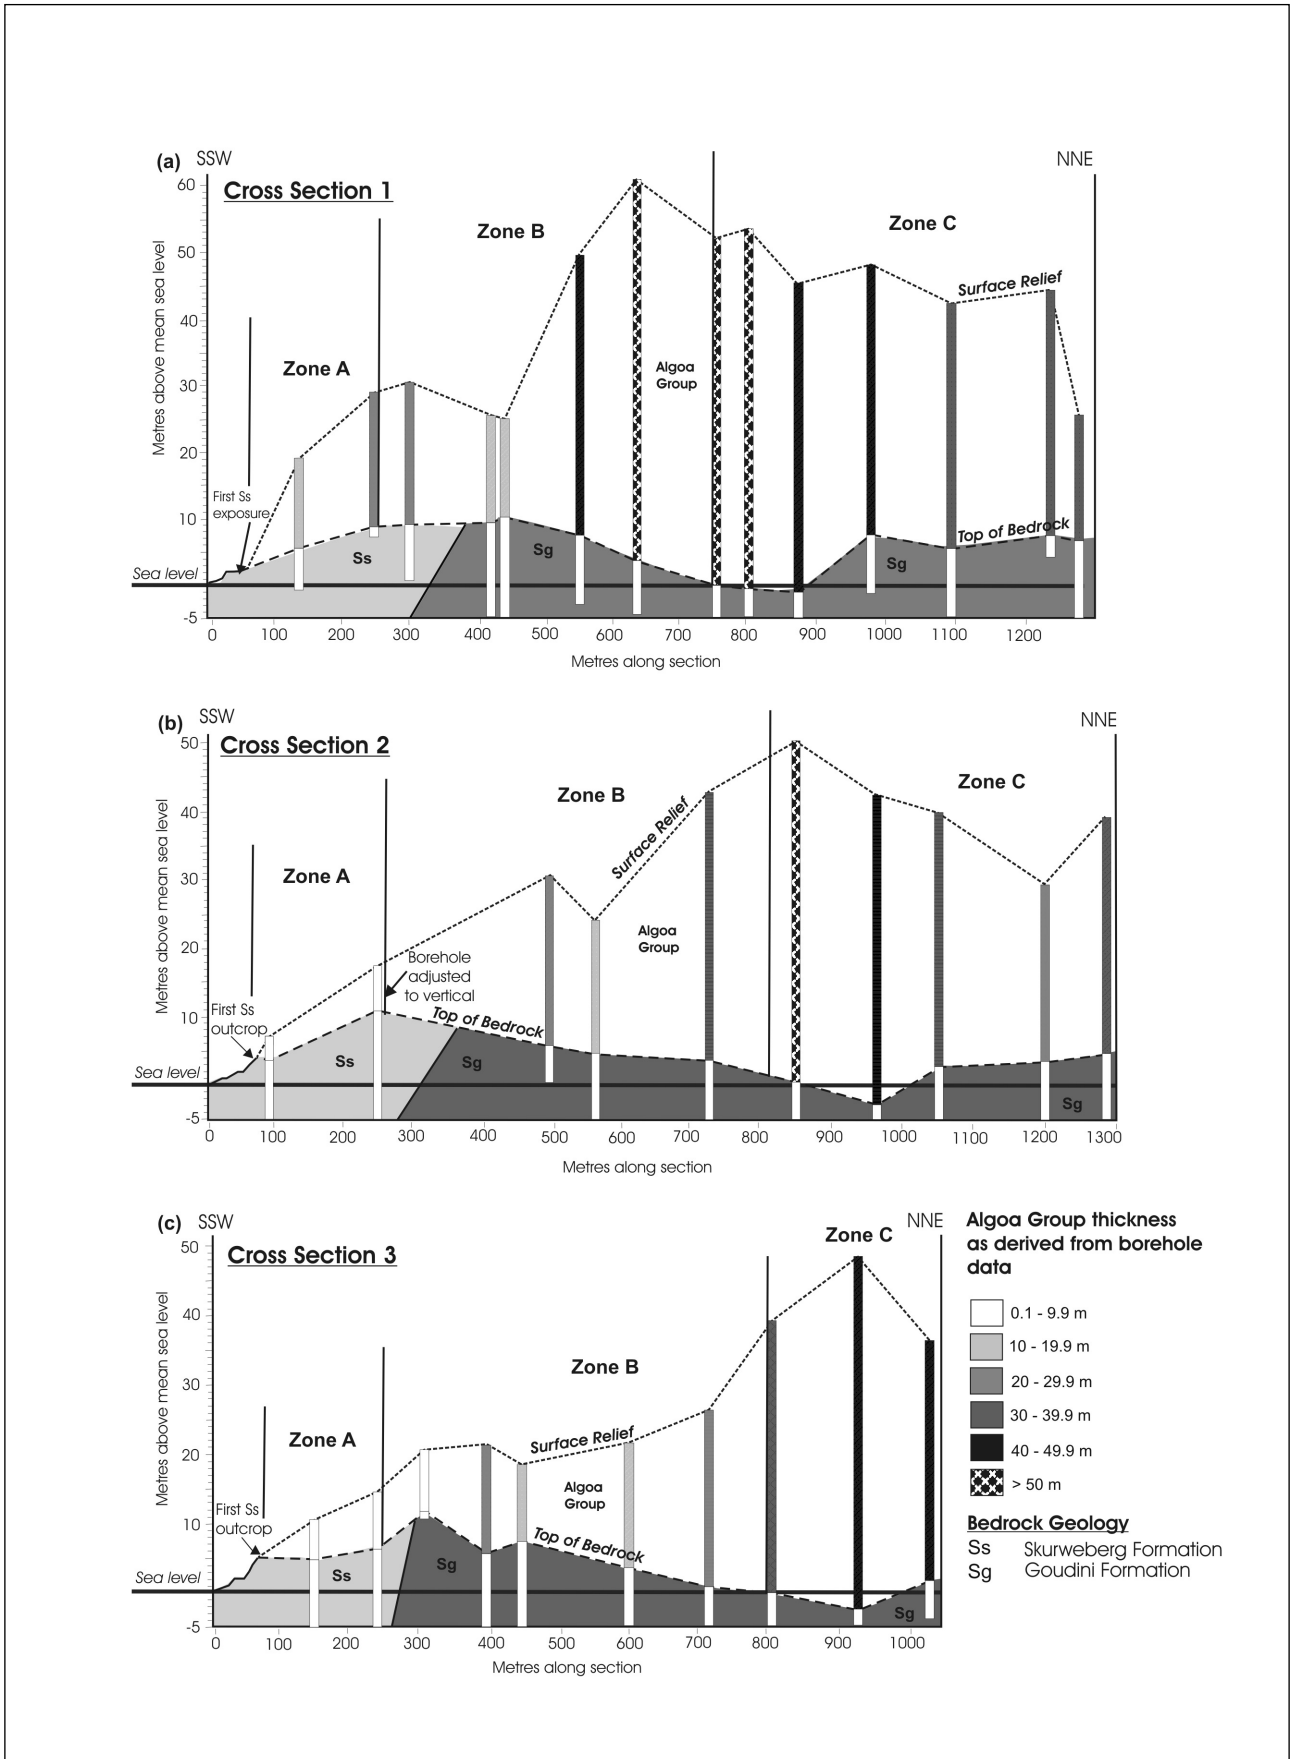 (a) SSW NNE
Cross Section 1
60
50
40
30
20
10
-5
Metres above mean sea level
Zone A
Zone B
Zone C
Surface Relief
Algoa
Group
First Ss
exposure
Top of Bedrock
Ss
Sg
Sg
Sea level
0 100 200 300 400 500 600 700 800 900 1000 1100 1200
Metres along section
(b) SSW NNE
Cross Section 2
50
40
30
20
10
-5
Metres above mean sea level
Zone A
Zone B
Zone C
Surface Relief
Algoa
Group
Borehole
adjusted
to vertical
First Ss
outcrop
Top of Bedrock
Ss
Sg
Sg
Sea level
0 100 200 300 400 500 600 700 800 900 1000 1100 1200 1300
Metres along section
(c) SSW NNE
Cross Section 3
50
40
30
20
10
-5
Metres above mean sea level
Zone A
Zone B
Zone C
Surface Relief
Algoa
Group
First Ss
outcrop
Top of Bedrock
Ss
Sg
Sg
Sea level
0 100 200 300 400 500 600 700 800 900 1000
Metres along section
Algoa Group thickness
as derived from borehole
data
0.1 - 9.9 m
10 - 19.9 m
20 - 29.9 m
30 - 39.9 m
40 - 49.9 m
> 50 m
Bedrock Geology
Ss Skurweberg Formation
Sg Goudini Formation